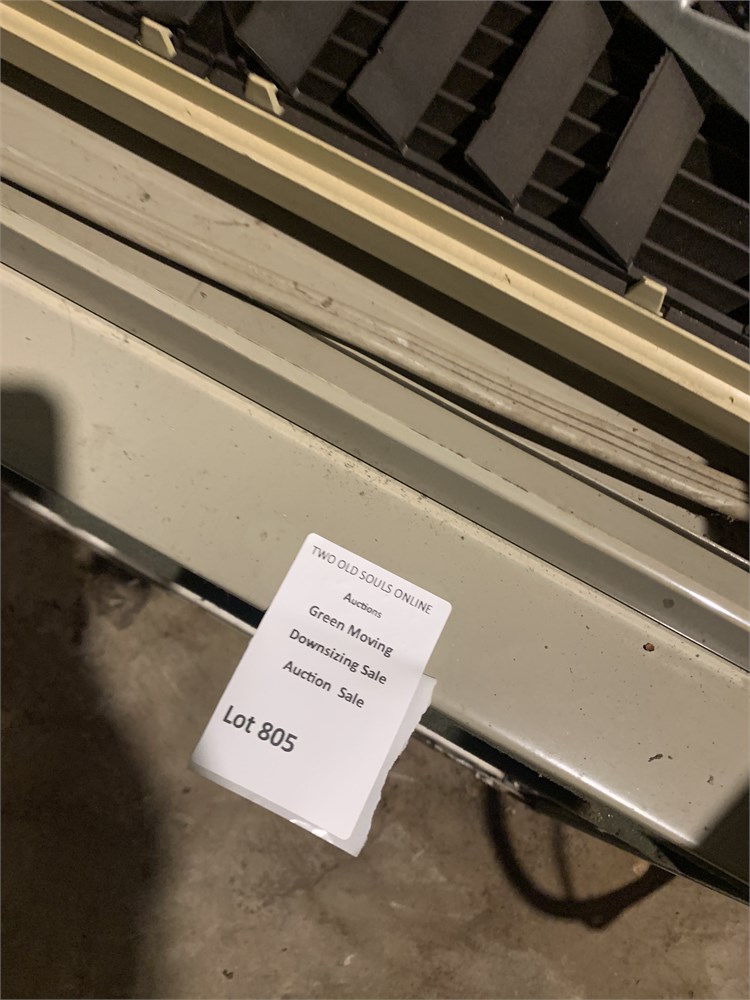 TWO OLD SOULS ONLINE
Auctions
Green Moving
Downsizing Sale
Auction Sale
Lot 805